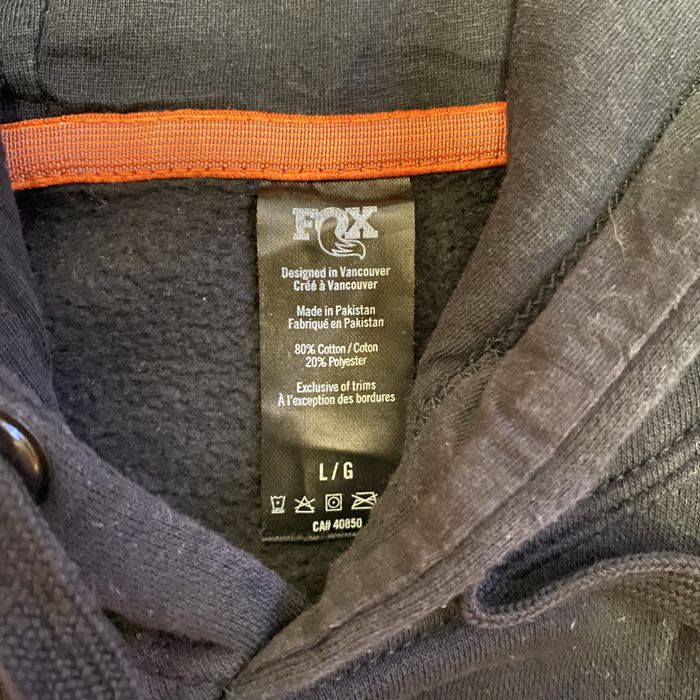 FOX
Designed in Vancouver
Créé à Vancouver
Made in Pakistan
Fabriqué en Pakistan
80% Cotton / Coton
20% Polyester
Exclusive of trims
À l'exception des bordures
L / G
CA# 40850